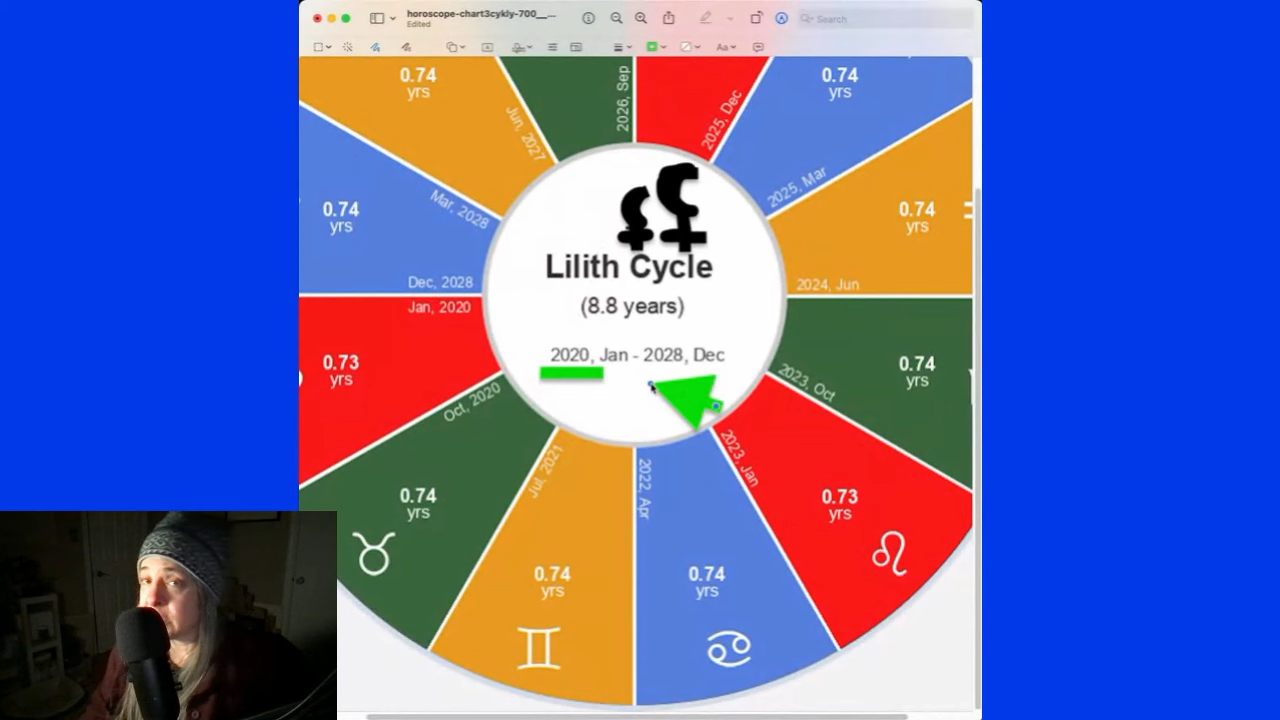 horoscope-chart3cykly-700__...
Edited
Search
Aa
0.74
yrs
Jun, 2027
2026, Sep
2025, Dec
0.74
yrs
0.74
yrs
Mar, 2028
2025, Mar
0.74
yrs
Dec, 2028
Jan, 2020
Lilith Cycle
(8.8 years)
2020, Jan - 2028, Dec
2024, Jun
0.73
yrs
Oct, 2020
2023, Oct
0.74
yrs
Jul, 2021
2022, Apr
2023, Jan
0.74
yrs
0.73
yrs
0.74
yrs
0.74
yrs